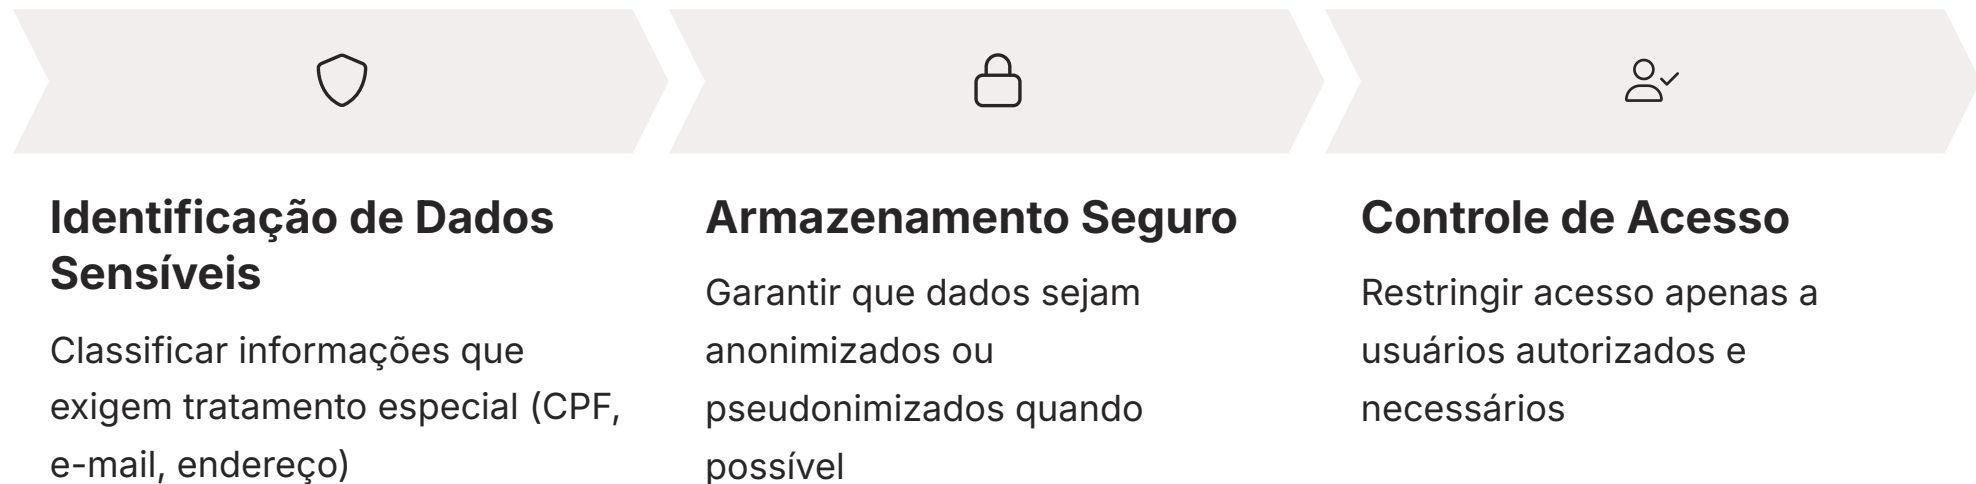 Identificação de Dados
Sensíveis
Classificar informações que
exigem tratamento especial (CPF,
e-mail, endereço)
Armazenamento Seguro
Garantir que dados sejam
anonimizados ou
pseudonimizados quando
possível
Controle de Acesso
Restringir acesso apenas a
usuários autorizados e
necessários